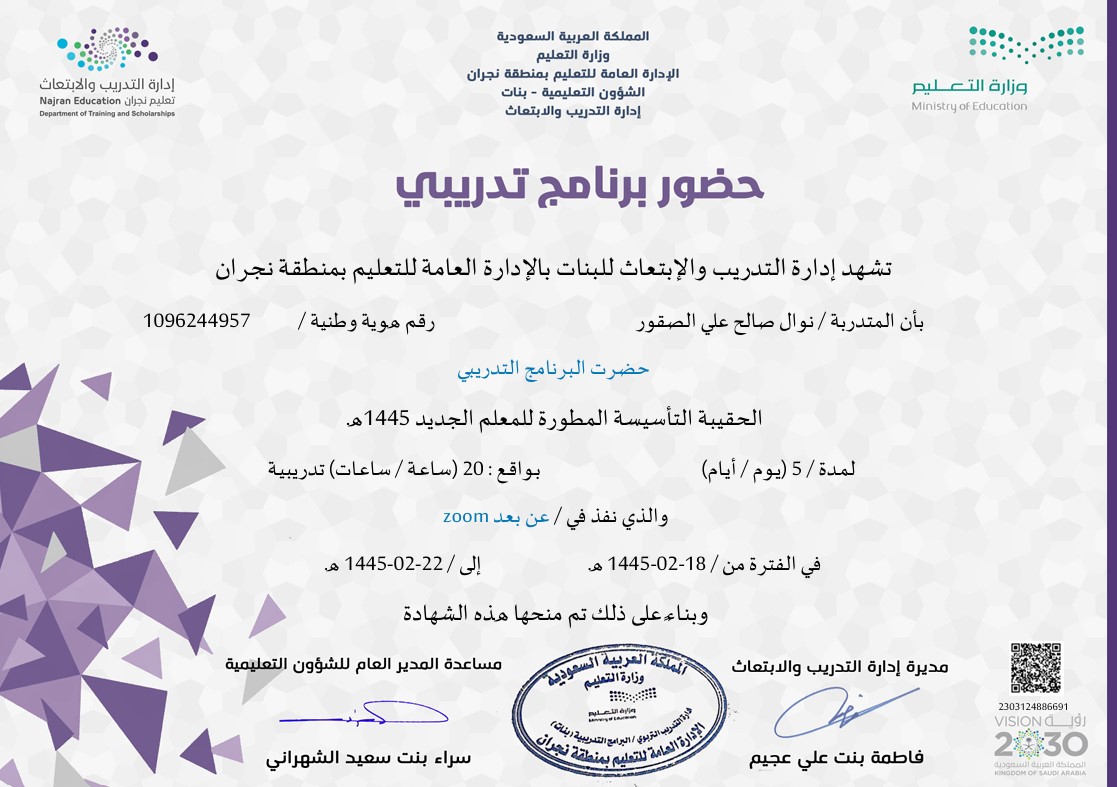 المملكة العربية السعودية
وزارة التعليم
الإدارة العامة للتعليم بمنطقة نجران
الشؤون التعليمية - بنات
إدارة التدريب والابتعاث
وزارة التعليم
Ministry of Education
إدارة التدريب والابتعاث
تعليم نجران Najran Education
Department of Training and Scholarships
حضور برنامج تدريبي
تشهد إدارة التدريب والإبتعاث للبنات بالإدارة العامة للتعليم بمنطقة نجران
بأن المتدربة / نوال صالح علي الصقور رقم هوية وطنية / 1096244957
حضرت البرنامج التدريبي
الحقيبة التأسيسة المطورة للمعلم الجديد 1445هـ
لمدة / 5 (يوم / أيام) بواقع : 20 (ساعة / ساعات) تدريبية
والذي نفذ في / عن بعد zoom
في الفترة من / 18-02-1445 هـ إلى / 22-02-1445 هـ
وبناء على ذلك تم منحها هذه الشهادة
مديرة إدارة التدريب والابتعاث
مساعدة المدير العام للشؤون التعليمية
المملكة العربية السعودية
وزارة التعليم
وزارة التعليم
Ministry of Education
إدارة التدريب التربوي / البرامج التدريبية (بنات)
الإدارة العامة للتعليم بمنطقة نجران
فاطمة بنت علي عجيم
سراء بنت سعيد الشهراني
2303124886691
VISION رؤية
2030
المملكة العربية السعودية
KINGDOM OF SAUDI ARABIA